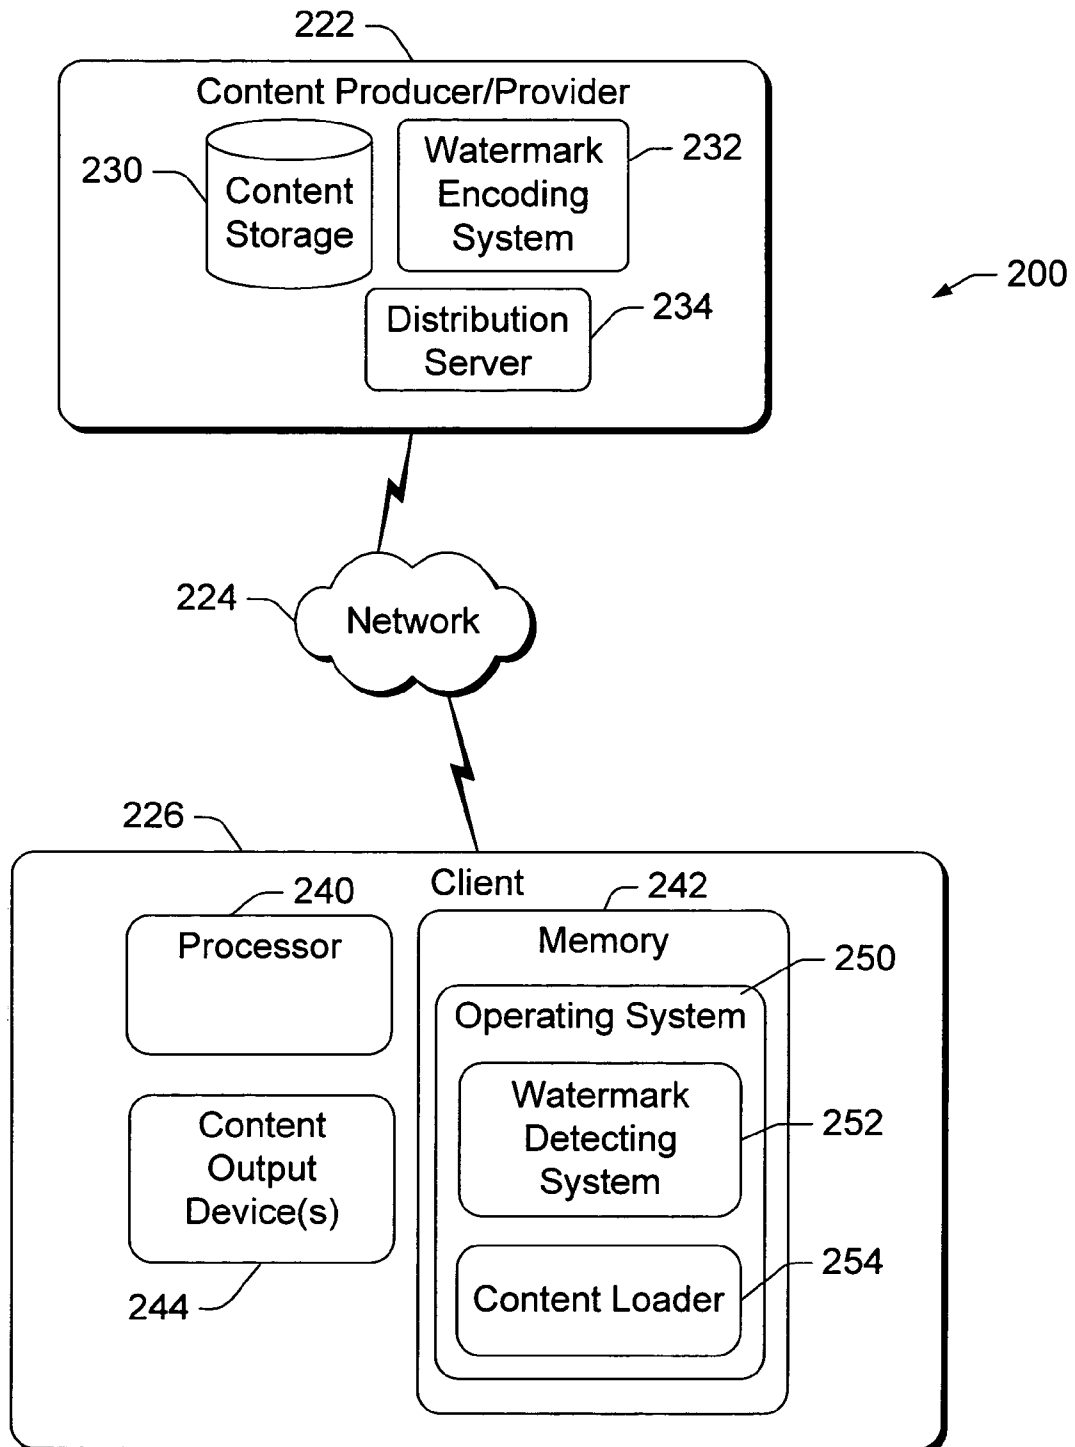 222
Content Producer/Provider
230
Content
Storage
Watermark
Encoding
System
232
Distribution
Server
234
200
224
Network
226
Client
240
Processor
242
Memory
250
Operating System
Watermark
Detecting
System
252
Content
Output
Device(s)
244
Content Loader
254